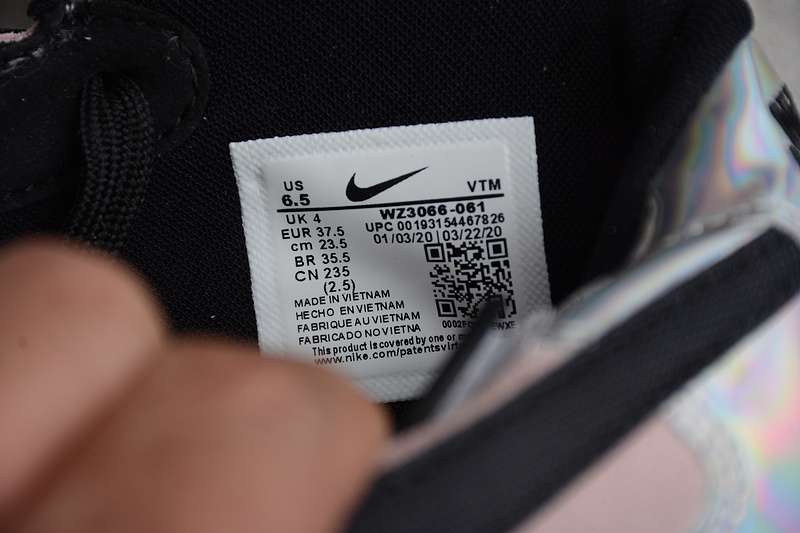 US VTM
6.5
WZ3066-061
UK 4
UPC 00193154467826
EUR 37.5
01/03/20 | 03/22/20
cm 23.5
BR 35.5
CN 235
(2.5)
MADE IN VIETNAM
HECHO EN VIETNAM
FABRIQUE AU VIETNAM
FABRICADO NO VIETNA
This product is covered by one or
www.nike.com/patents